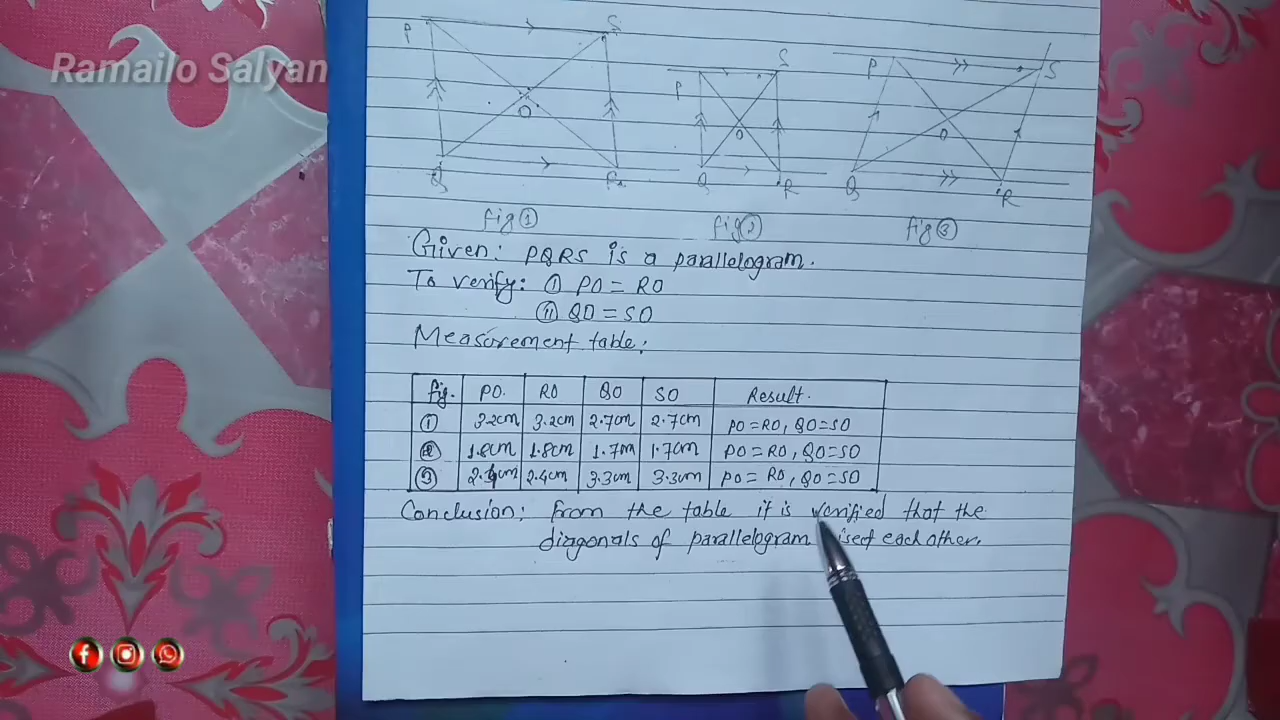 Ramailo Salyan
P S
O
Q R
fig ①
P S
O
Q R
fig ②
P S
O
Q R
fig ③
Given: PQRS is a parallelogram.
To verify: ① PO = RO
⑪ QO = SO
Measurement table:
fig. PO. RO QO SO Result.
① 3.2cm 3.2cm 2.7cm 2.7cm PO = RO, QO = SO
② 1.8cm 1.8cm 1.7m 1.7cm PO = RO, QO = SO
③ 2.4cm 2.4cm 3.3cm 3.3cm PO = RO, QO = SO
Conclusion: from the table it is verified that the
diagonals of parallelogram bisect each other.